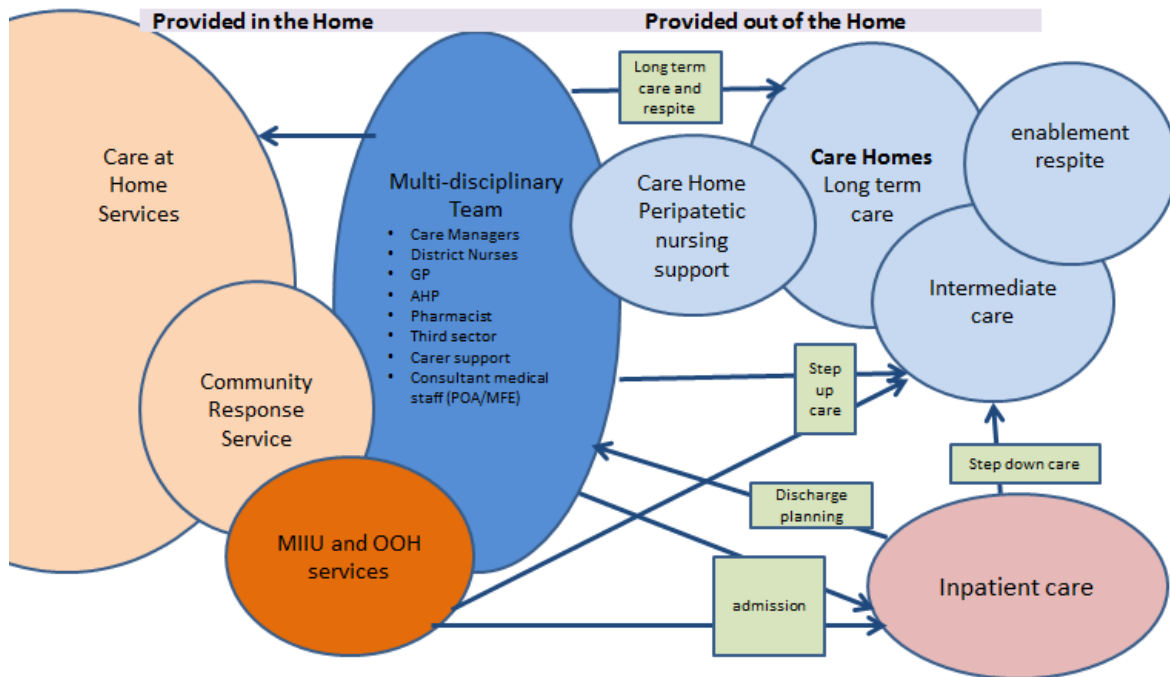 Provided in the Home
Provided out of the Home
Care at
Home
Services
Community
Response
Service
MIIU and OOH
services
Multi-disciplinary
Team
• Care Managers
• District Nurses
• GP
• AHP
• Pharmacist
• Third sector
• Carer support
• Consultant medical
staff (POA/MFE)
Long term
care and
respite
Care Home
Peripatetic
nursing
support
Care Homes
Long term
care
enablement
respite
Intermediate
care
Step
up
care
Step down care
Discharge
planning
admission
Inpatient care